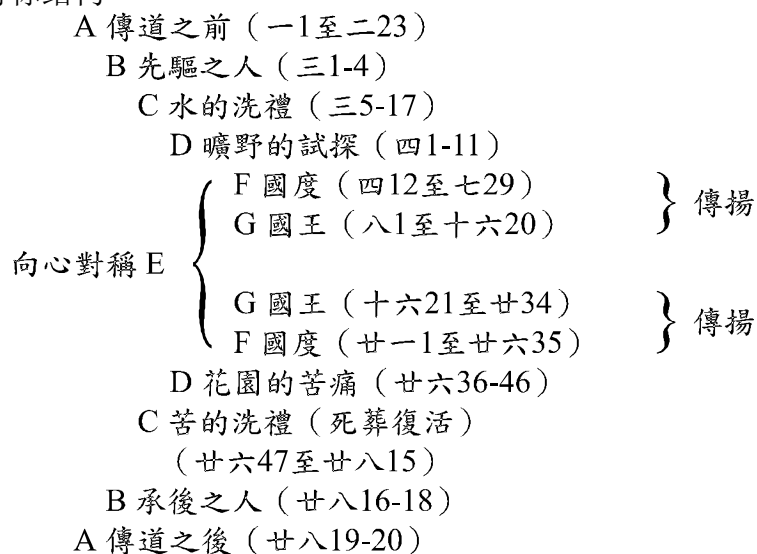 A 傳道之前（一1至二23）
B 先驅之人（三1-4）
C 水的洗禮（三5-17）
D 曠野的試探（四1-11）
F 國度（四12至七29）
G 國王（八1至十六20） 傳揚
向心對稱 E
G 國王（十六21至廿34） 傳揚
F 國度（廿一1至廿六35）
D 花園的苦痛（廿六36-46）
C 苦的洗禮（死葬復活）
（廿六47至廿八15）
B 承後之人（廿八16-18）
A 傳道之後（廿八19-20）